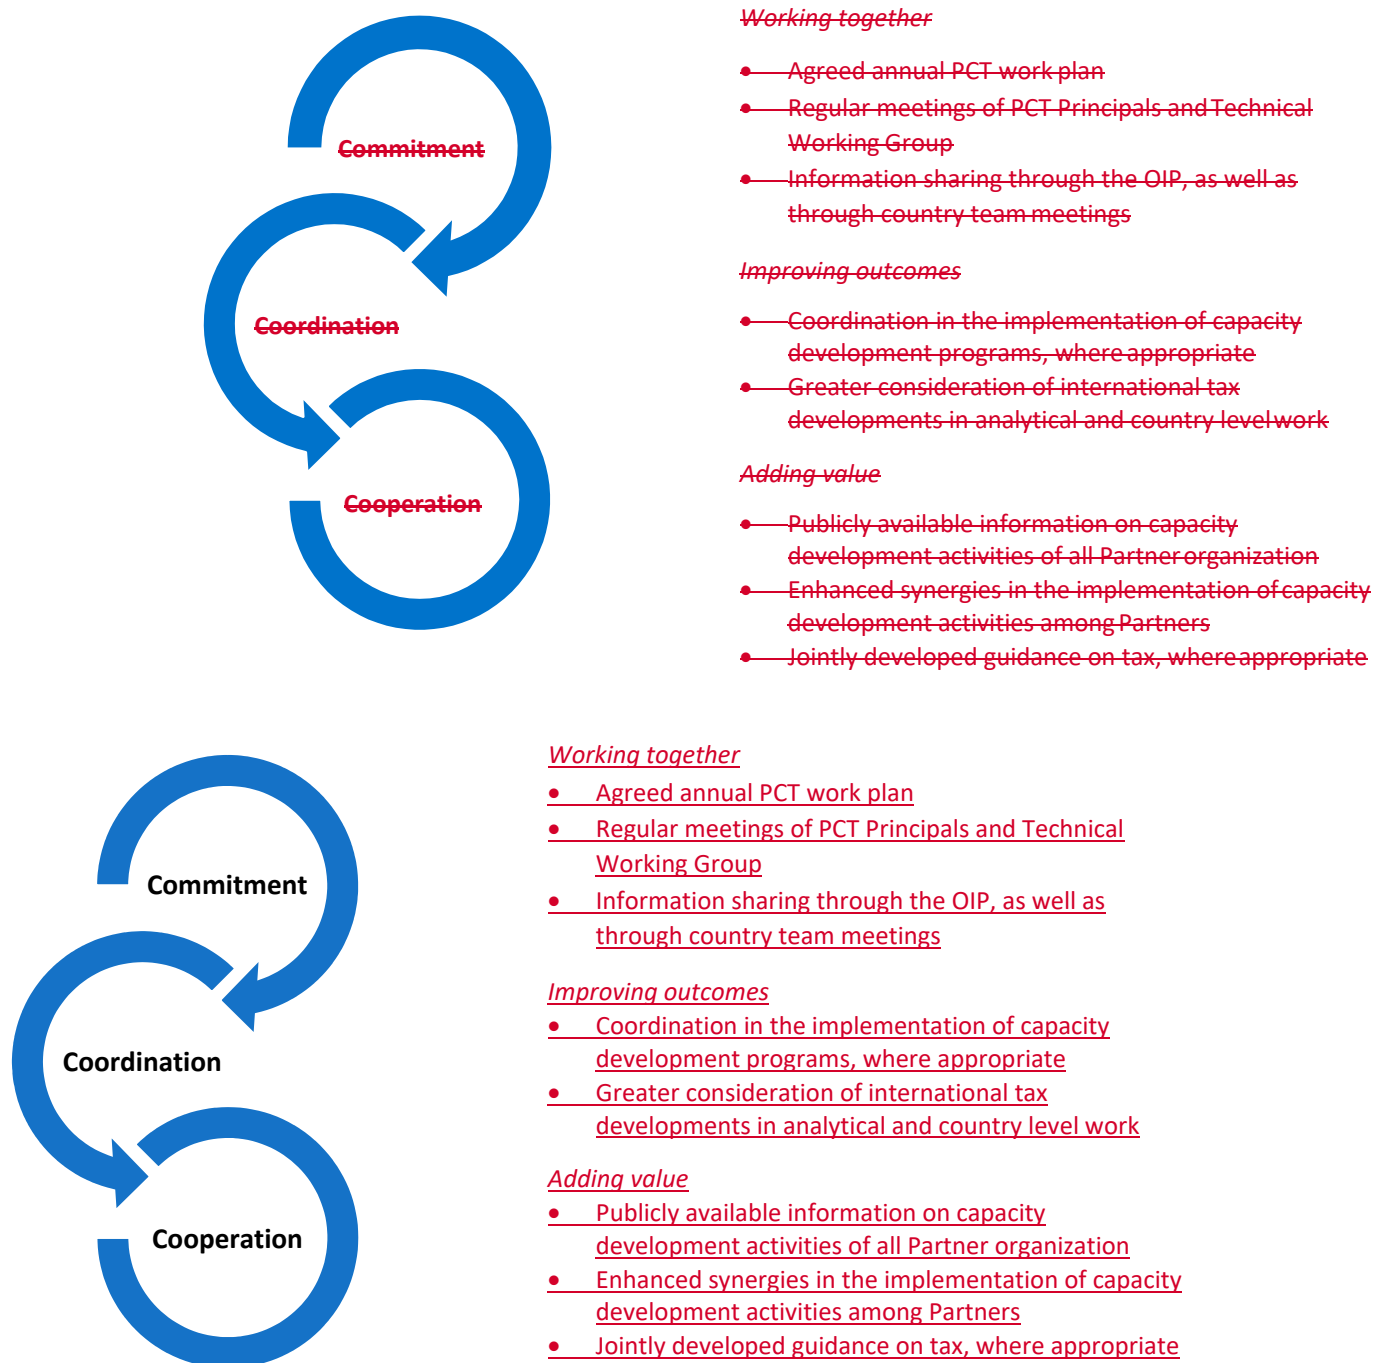 Commitment
Coordination
Cooperation
Working together
• Agreed annual PCT work plan
• Regular meetings of PCT Principals and Technical
Working Group
• Information sharing through the OIP, as well as
through country team meetings
Improving outcomes
• Coordination in the implementation of capacity
development programs, where appropriate
• Greater consideration of international tax
developments in analytical and country level work
Adding value
• Publicly available information on capacity
development activities of all Partner organization
• Enhanced synergies in the implementation of capacity
development activities among Partners
• Jointly developed guidance on tax, where appropriate
Commitment
Coordination
Cooperation
Working together
• Agreed annual PCT work plan
• Regular meetings of PCT Principals and Technical
Working Group
• Information sharing through the OIP, as well as
through country team meetings
Improving outcomes
• Coordination in the implementation of capacity
development programs, where appropriate
• Greater consideration of international tax
developments in analytical and country level work
Adding value
• Publicly available information on capacity
development activities of all Partner organization
• Enhanced synergies in the implementation of capacity
development activities among Partners
• Jointly developed guidance on tax, where appropriate